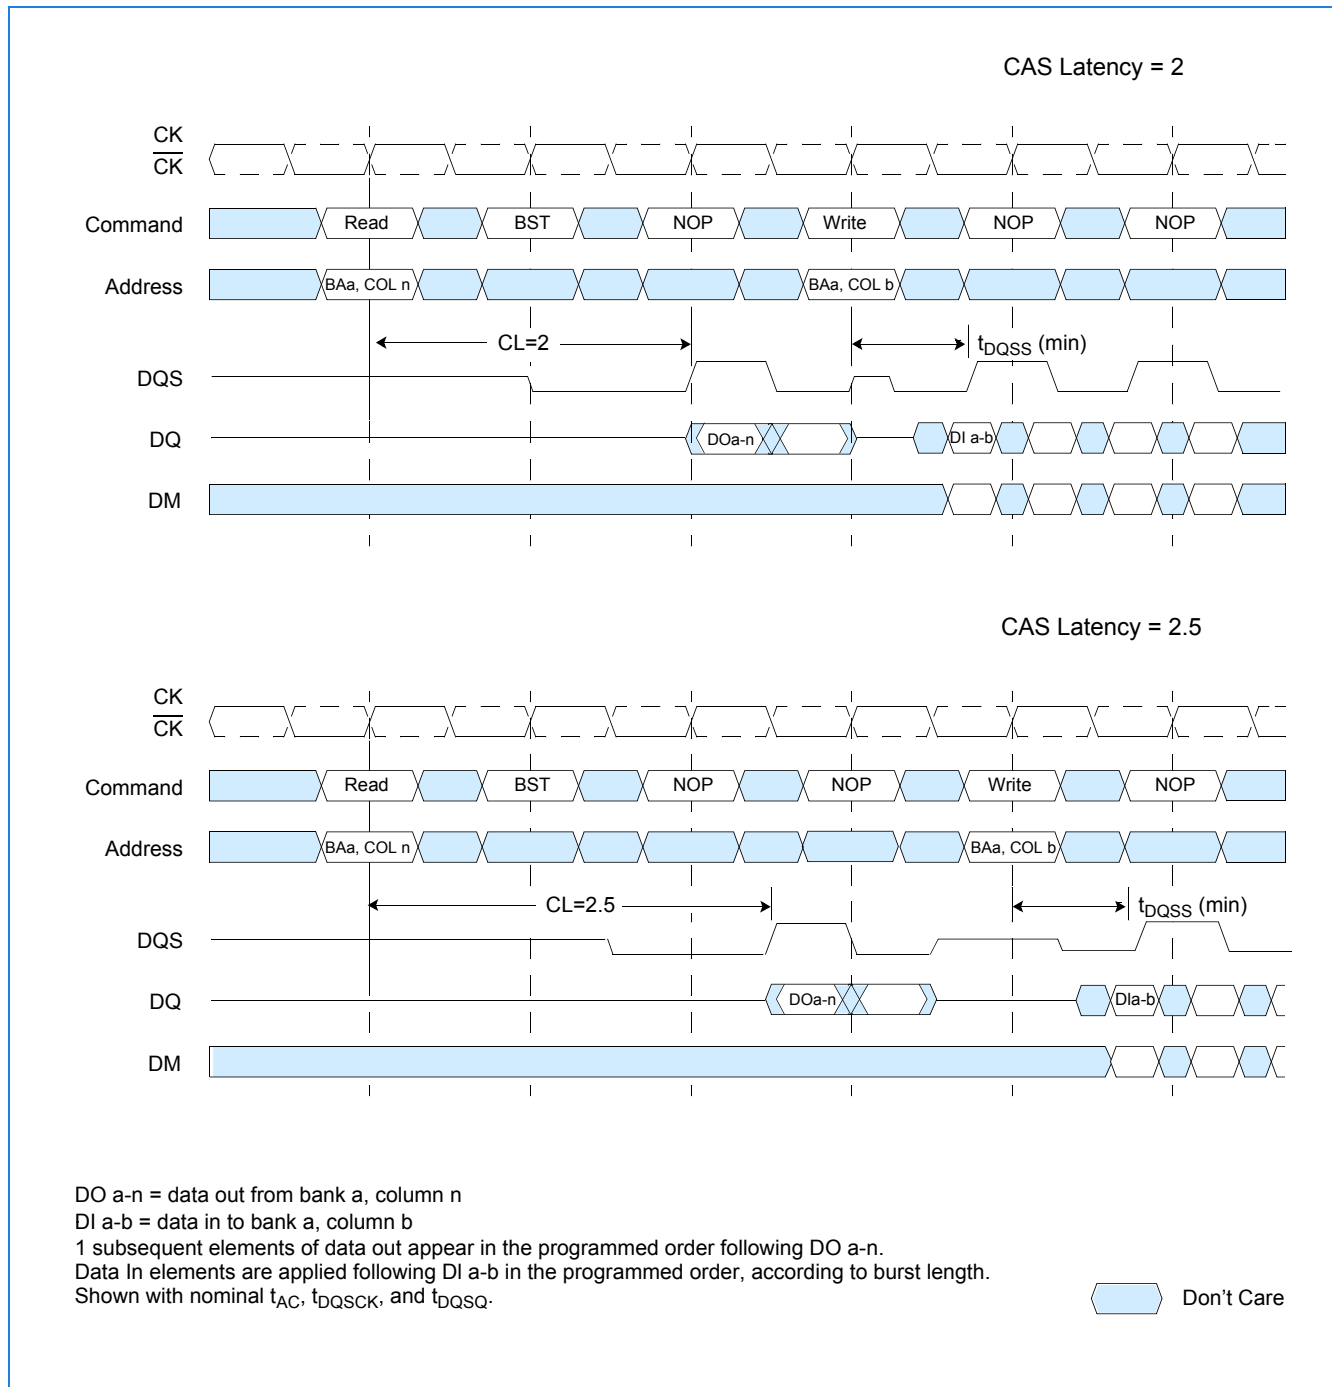 CAS Latency = 2
CK
CK
Command Read BST NOP Write NOP NOP
Address BAa, COL n BAa, COL b
CL=2 tDQSS (min)
DQS
DQ DOa-n DI a-b
DM
CAS Latency = 2.5
CK
CK
Command Read BST NOP NOP Write NOP
Address BAa, COL n BAa, COL b
CL=2.5 tDQSS (min)
DQS
DQ DOa-n DIa-b
DM
DO a-n = data out from bank a, column n
DI a-b = data in to bank a, column b
1 subsequent elements of data out appear in the programmed order following DO a-n.
Data In elements are applied following DI a-b in the programmed order, according to burst length.
Shown with nominal tAC, tDQSCK, and tDQSQ.
Don't Care